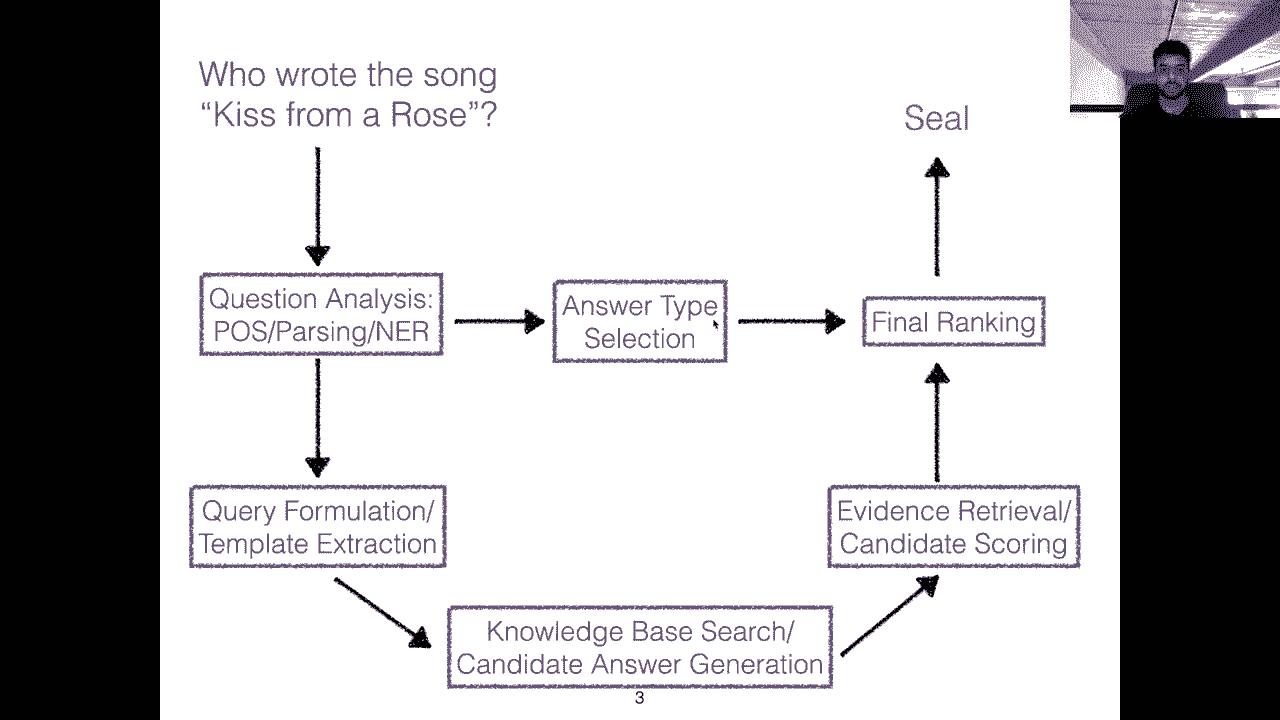 Who wrote the song
“Kiss from a Rose”?
Seal
Question Analysis:
POS/Parsing/NER
Answer Type
Selection
Final Ranking
Query Formulation/
Template Extraction
Evidence Retrieval/
Candidate Scoring
Knowledge Base Search/
Candidate Answer Generation
3